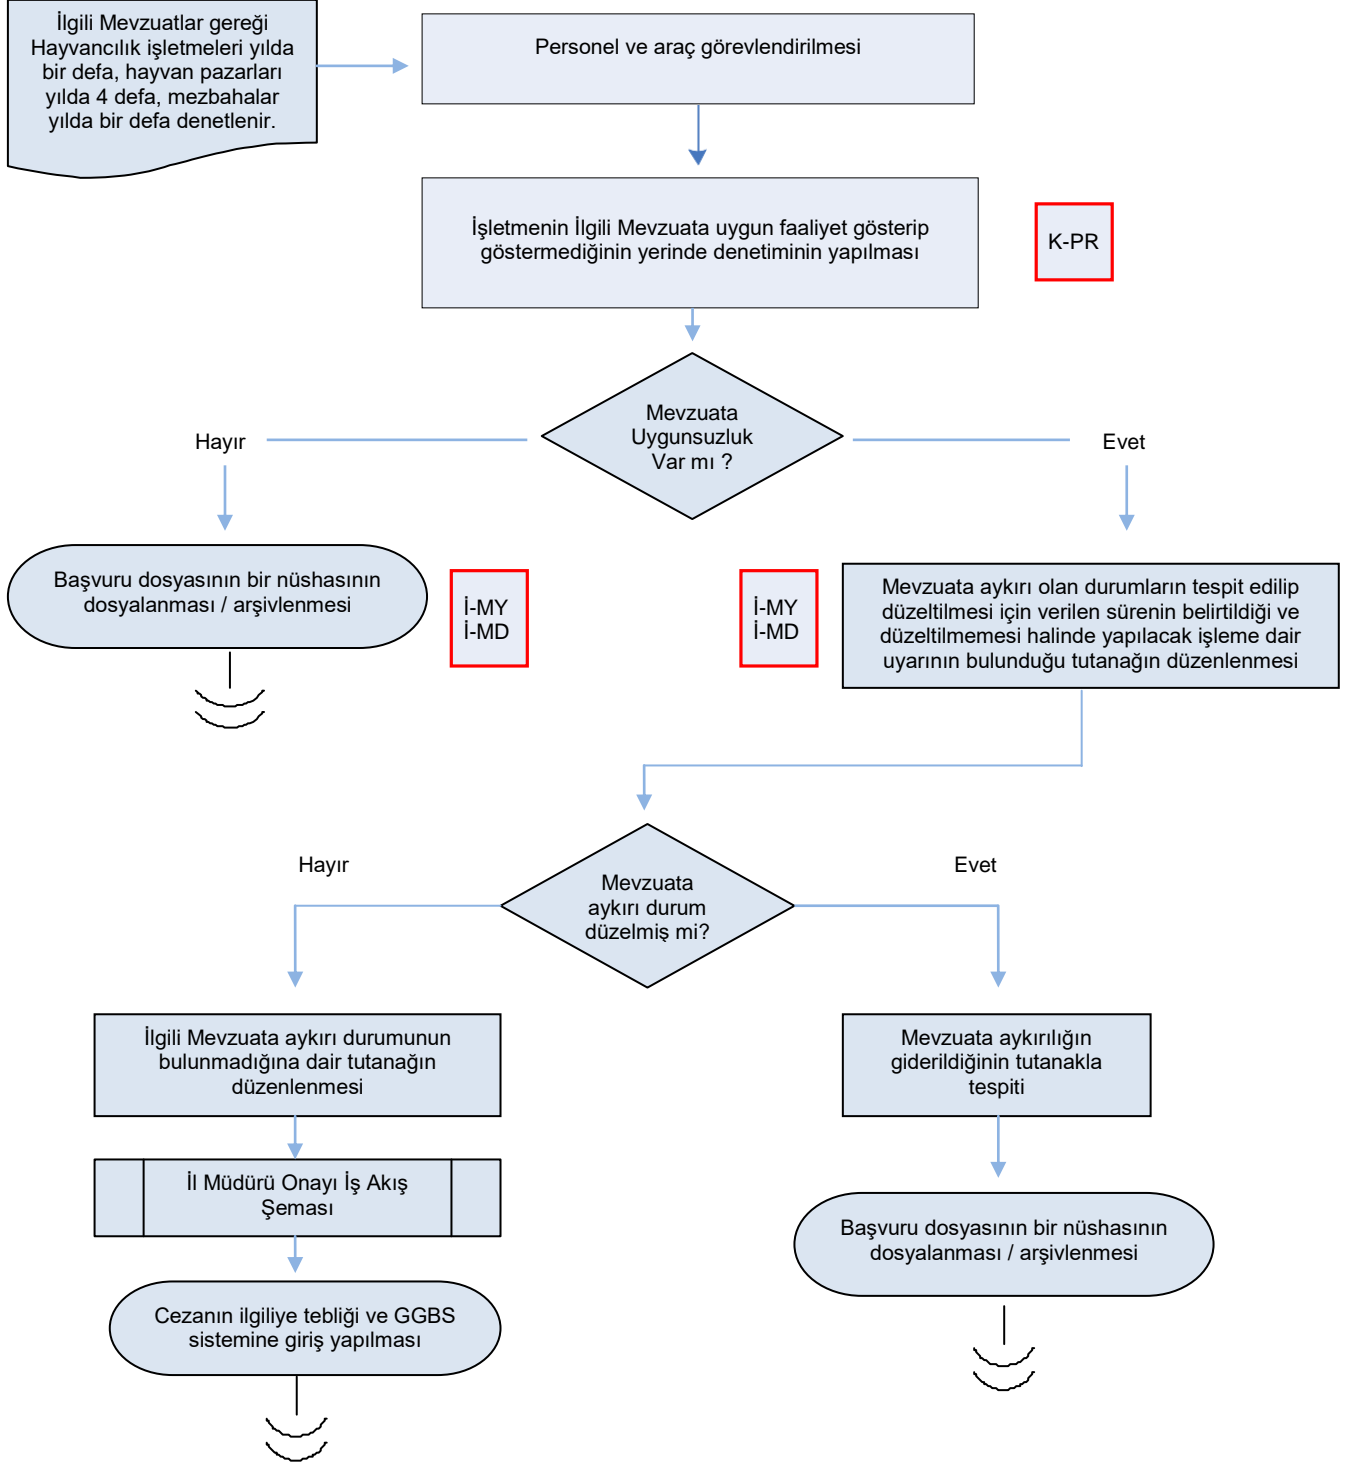 İlgili Mevzuatlar gereği
Hayvancılık işletmeleri yılda
bir defa, hayvan pazarları
yılda 4 defa, mezbahalar
yılda bir defa denetlenir.
Personel ve araç görevlendirilmesi
İşletmenin İlgili Mevzuata uygun faaliyet gösterip
göstermediğinin yerinde denetiminin yapılması
K-PR
Mevzuata
Uygunsuzluk
Var mı ?
Hayır
Evet
Başvuru dosyasının bir nüshasının
dosyalanması / arşivlenmesi
İ-MY
İ-MD
İ-MY
İ-MD
Mevzuata aykırı olan durumların tespit edilip
düzeltilmesi için verilen sürenin belirtildiği ve
düzeltilmemesi halinde yapılacak işleme dair
uyarının bulunduğu tutanağın düzenlenmesi
Hayır
Evet
Mevzuata
aykırı durum
düzelmiş mi?
İlgili Mevzuata aykırı durumunun
bulunmadığına dair tutanağın
düzenlenmesi
Mevzuata aykırılığın
giderildiğinin tutanakla
tespiti
İl Müdürü Onayı İş Akış
Şeması
Başvuru dosyasının bir nüshasının
dosyalanması / arşivlenmesi
Cezanın ilgiliye tebliği ve GGBS
sistemine giriş yapılması